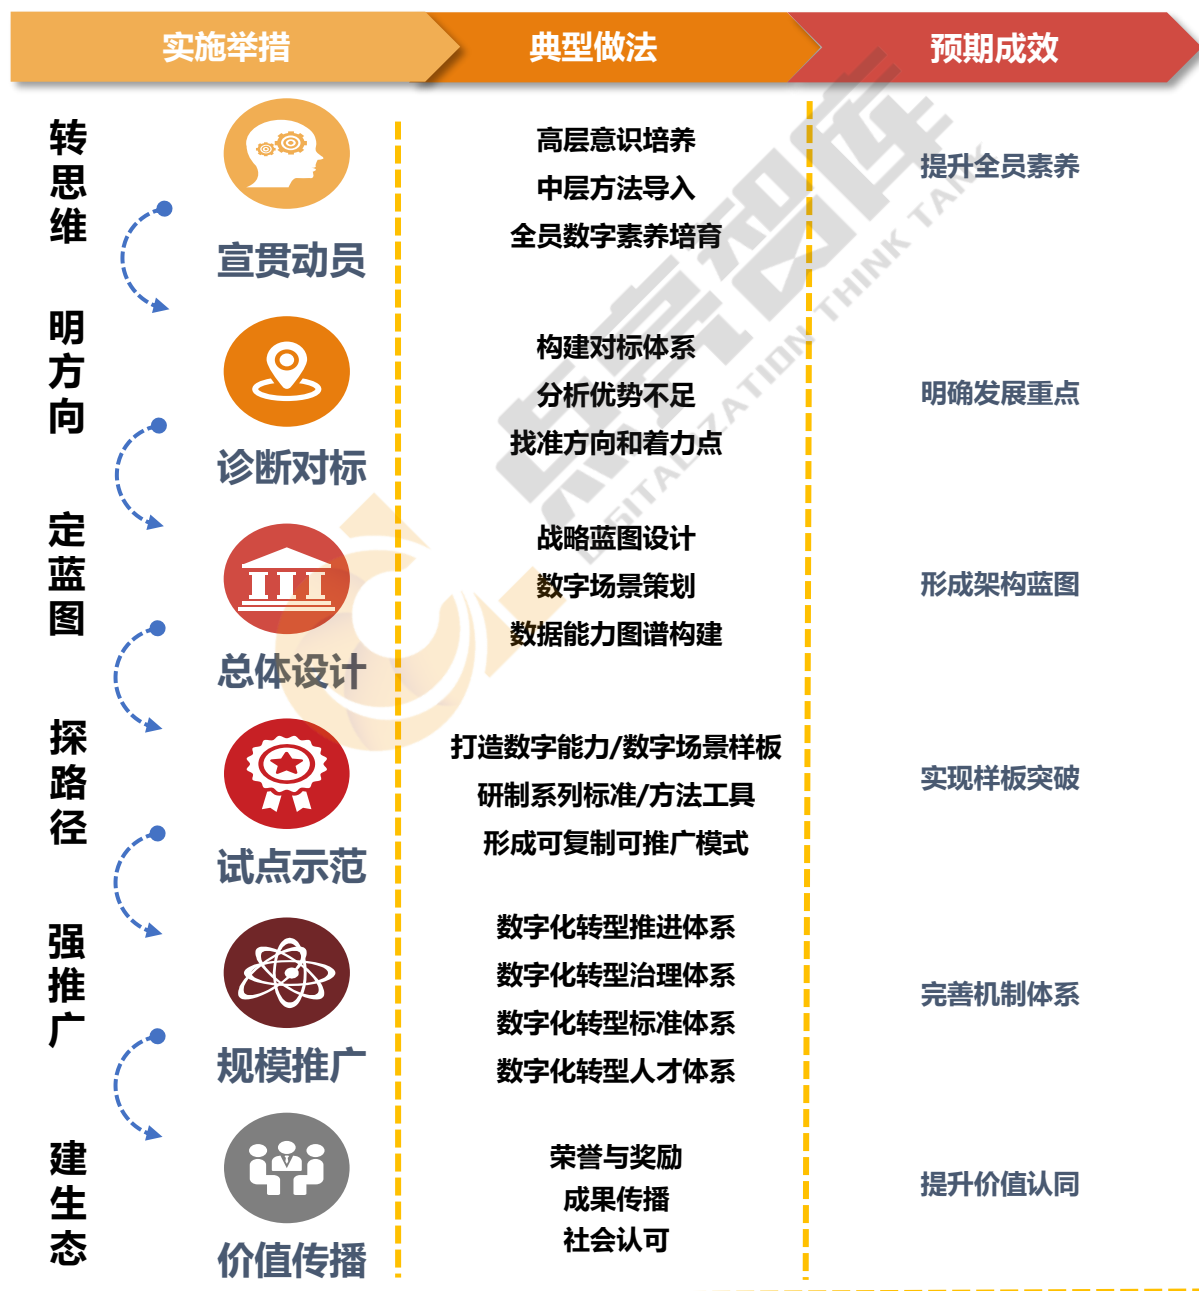 实施举措
典型做法
预期成效
转思维
宣贯动员
高层意识培养
中层方法导入
全员数字素养培育
提升全员素养
明方向
诊断对标
构建对标体系
分析优势不足
找准方向和着力点
明确发展重点
定蓝图
总体设计
战略蓝图设计
数字场景策划
数据能力图谱构建
形成架构蓝图
探路径
试点示范
打造数字能力/数字场景样板
研制系列标准/方法工具
形成可复制可推广模式
实现样板突破
强推广
规模推广
数字化转型推进体系
数字化转型治理体系
数字化转型标准体系
数字化转型人才体系
完善机制体系
建生态
价值传播
荣誉与奖励
成果传播
社会认可
提升价值认同
点亮智库
DIGITALIZATION THINK TANK